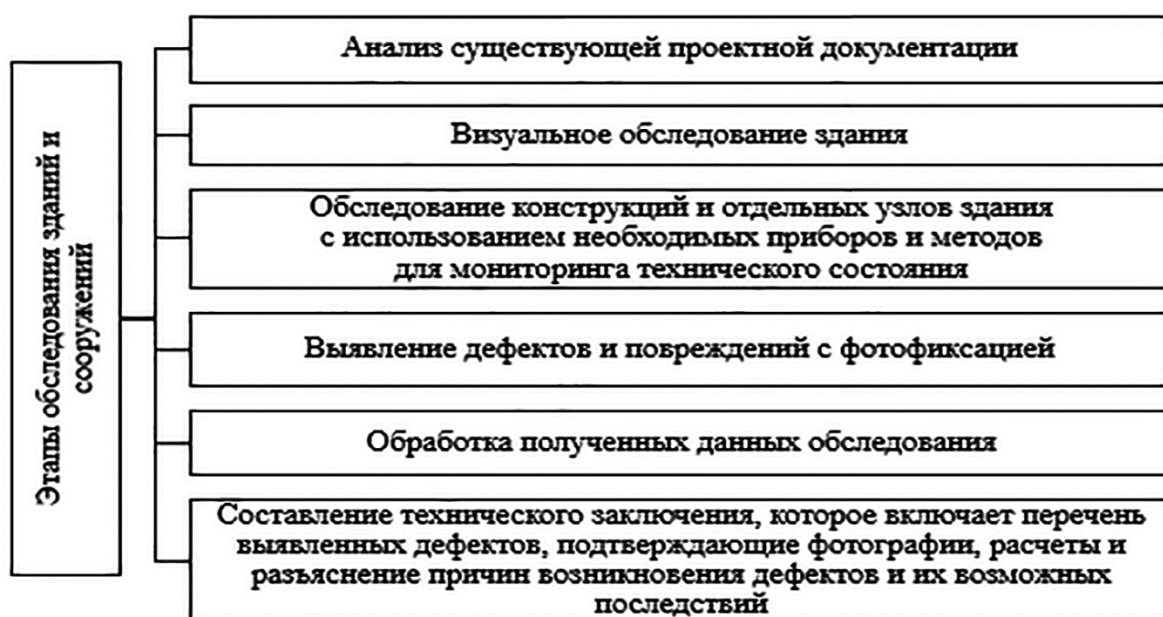 Этапы обследования зданий и
сооружений
Анализ существующей проектной документации
Визуальное обследование здания
Обследование конструкций и отдельных узлов здания
с использованием необходимых приборов и методов
для мониторинга технического состояния
Выявление дефектов и повреждений с фотофиксацией
Обработка полученных данных обследования
Составление технического заключения, которое включает перечень
выявленных дефектов, подтверждающие фотографии, расчеты и
разъяснение причин возникновения дефектов и их возможных
последствий